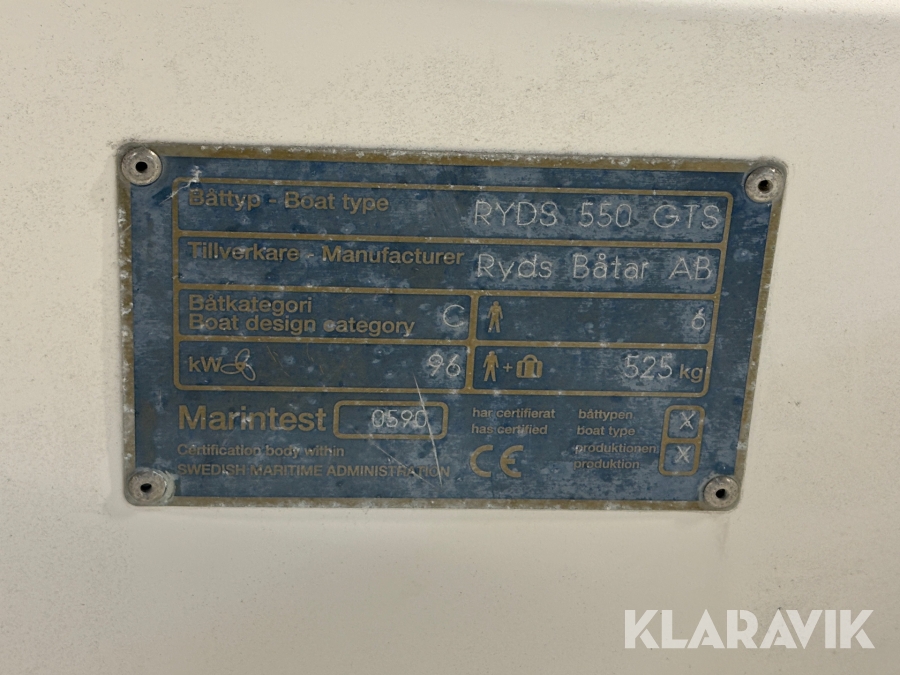 Båttyp - Boat type RYDS 550 GTS
Tillverkare - Manufacturer Ryds Båtar AB
Båtkategori
Boat design category C 6
kW 96 + 525 kg
Marintest 0590 har certifierat båttypen X
has certified boat type
Certification body within CE produktionen X
SWEDISH MARITIME ADMINISTRATION produktion
KLARAVIK